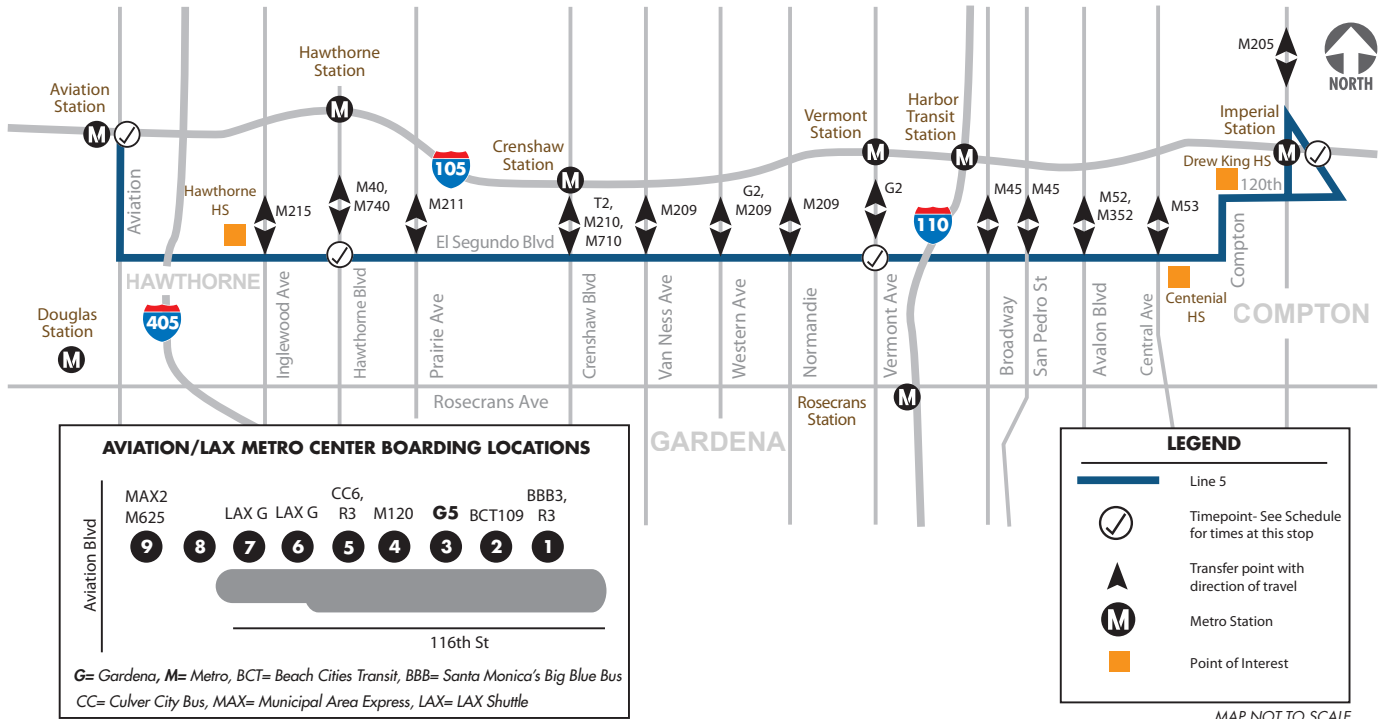 Hawthorne
Station
M205
NORTH
Aviation
Station
M
M
Vermont
Station
Harbor
Transit
Station
Imperial
Station
Crenshaw
Station
M
M
M
M
M
105
Drew King HS
120th
Aviation
Hawthorne
HS
M215
M40,
M740
M211
T2,
M210,
M710
M209
G2,
M209
M209
G2
110
M45
M45
M52,
M352
M53
El Segundo Blvd
HAWTHORNE
Compton
Centenial
HS
COMPTON
Douglas
Station
M
405
Inglewood Ave
Hawthorne Blvd
Prairie Ave
Crenshaw Blvd
Van Ness Ave
Western Ave
Normandie
Vermont Ave
Broadway
San Pedro St
Avalon Blvd
Central Ave
Rosecrans Ave
Rosecrans
Station
M
GARDENA
AVIATION/LAX METRO CENTER BOARDING LOCATIONS
Aviation Blvd
MAX2
M625
LAX G
LAX G
CC6,
R3
M120
G5
BCT109
BBB3,
R3
9 8 7 6 5 4 3 2 1
116th St
G= Gardena, M= Metro, BCT= Beach Cities Transit, BBB= Santa Monica's Big Blue Bus
CC= Culver City Bus, MAX= Municipal Area Express, LAX= LAX Shuttle
LEGEND
Line 5
Timepoint- See Schedule
for times at this stop
Transfer point with
direction of travel
M
Metro Station
Point of Interest
MAP NOT TO SCALE